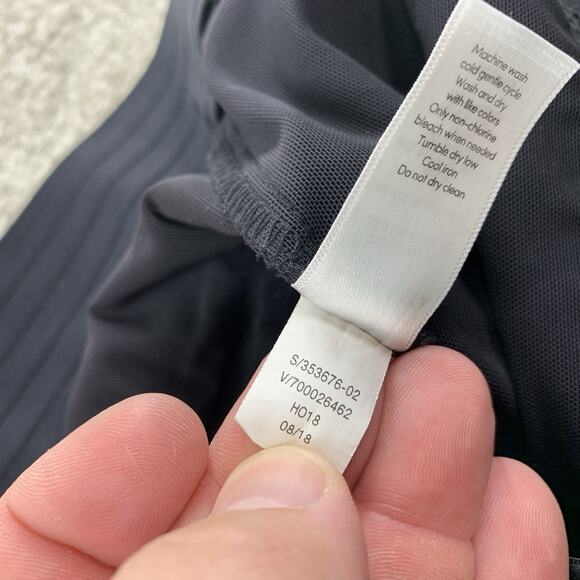 Machine wash
cold gentle cycle
Wash and dry
with like colors
Only non-chlorine
bleach when needed
Tumble dry low
Cool iron
Do not dry clean
S/353676-02
V/700026462
HO18
08/18